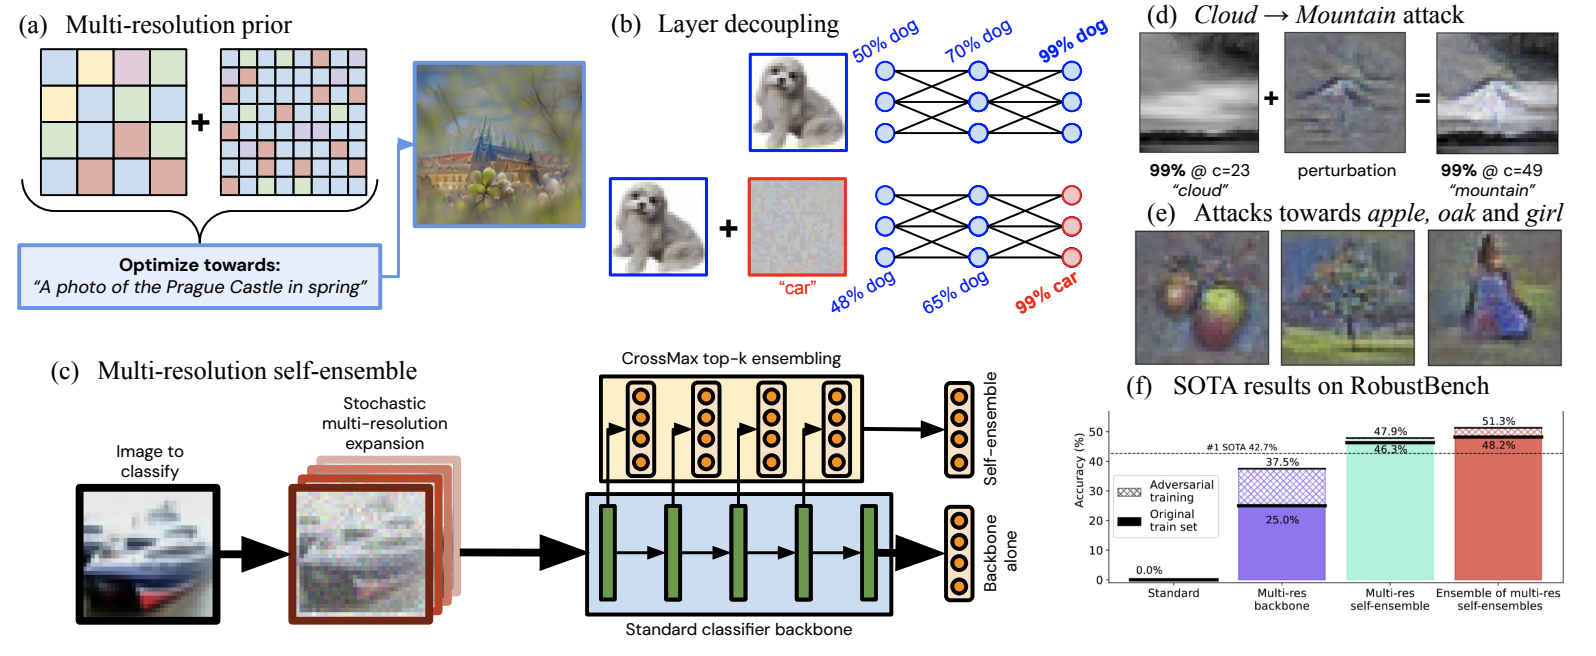 (a) Multi-resolution prior
+
Optimize towards:
“A photo of the Prague Castle in spring”
(b) Layer decoupling
50% dog
70% dog
99% dog
+
“car”
48% dog
65% dog
99% car
(c) Multi-resolution self-ensemble
Image to
classify
Stochastic
multi-resolution
expansion
CrossMax top-k ensembling
Self-ensemble
Backbone
alone
Standard classifier backbone
(d) Cloud → Mountain attack
+
=
99% @ c=23
“cloud”
perturbation
99% @ c=49
“mountain”
(e) Attacks towards apple, oak and girl
(f) SOTA results on RobustBench
Accuracy (%)
50
40
30
20
10
0
#1 SOTA 42.7%
Adversarial
training
Original
train set
0.0%
37.5%
25.0%
47.9%
46.3%
51.3%
48.2%
Standard
Multi-res
backbone
Multi-res
self-ensemble
Ensemble of multi-res
self-ensembles